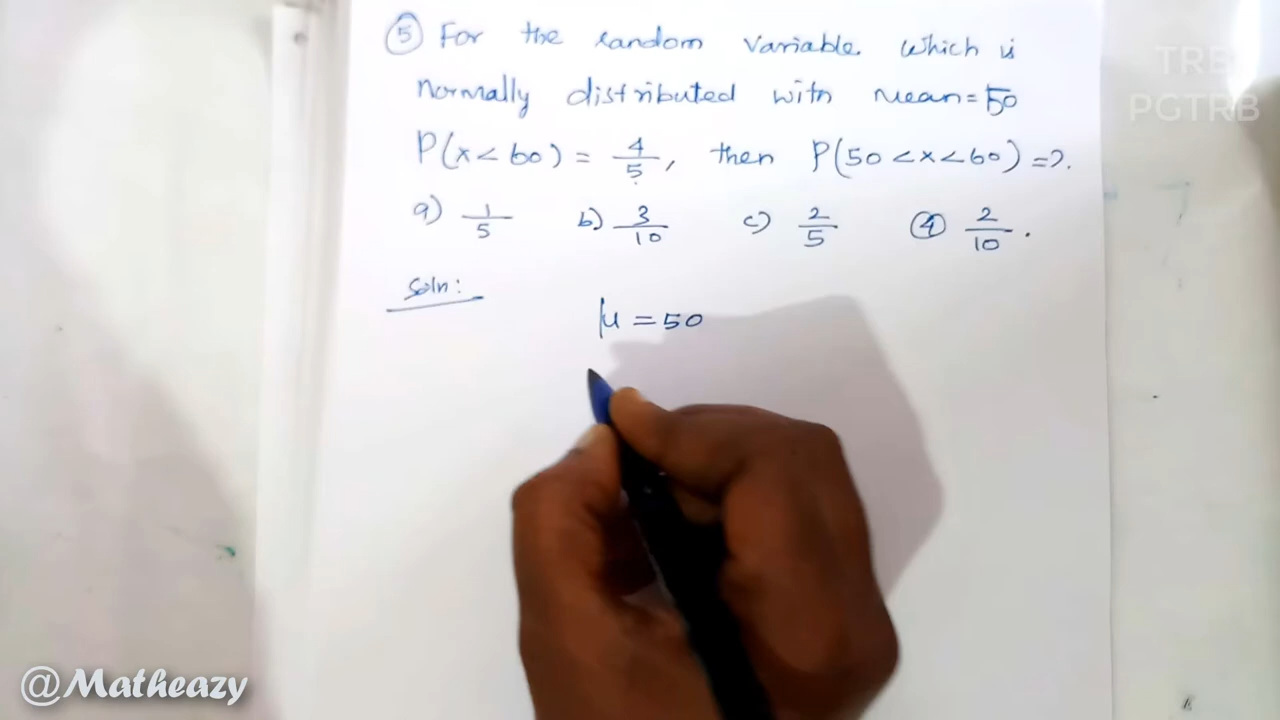 ⑤ For the random variable which is
normally distributed with mean=50
P(x<60) = 4/5, then P(50<x<60)=?.
a) 1/5 b) 3/10 c) 2/5 ④ 2/10.
Soln:
μ = 50
TRB
PGTRB
@Matheazy